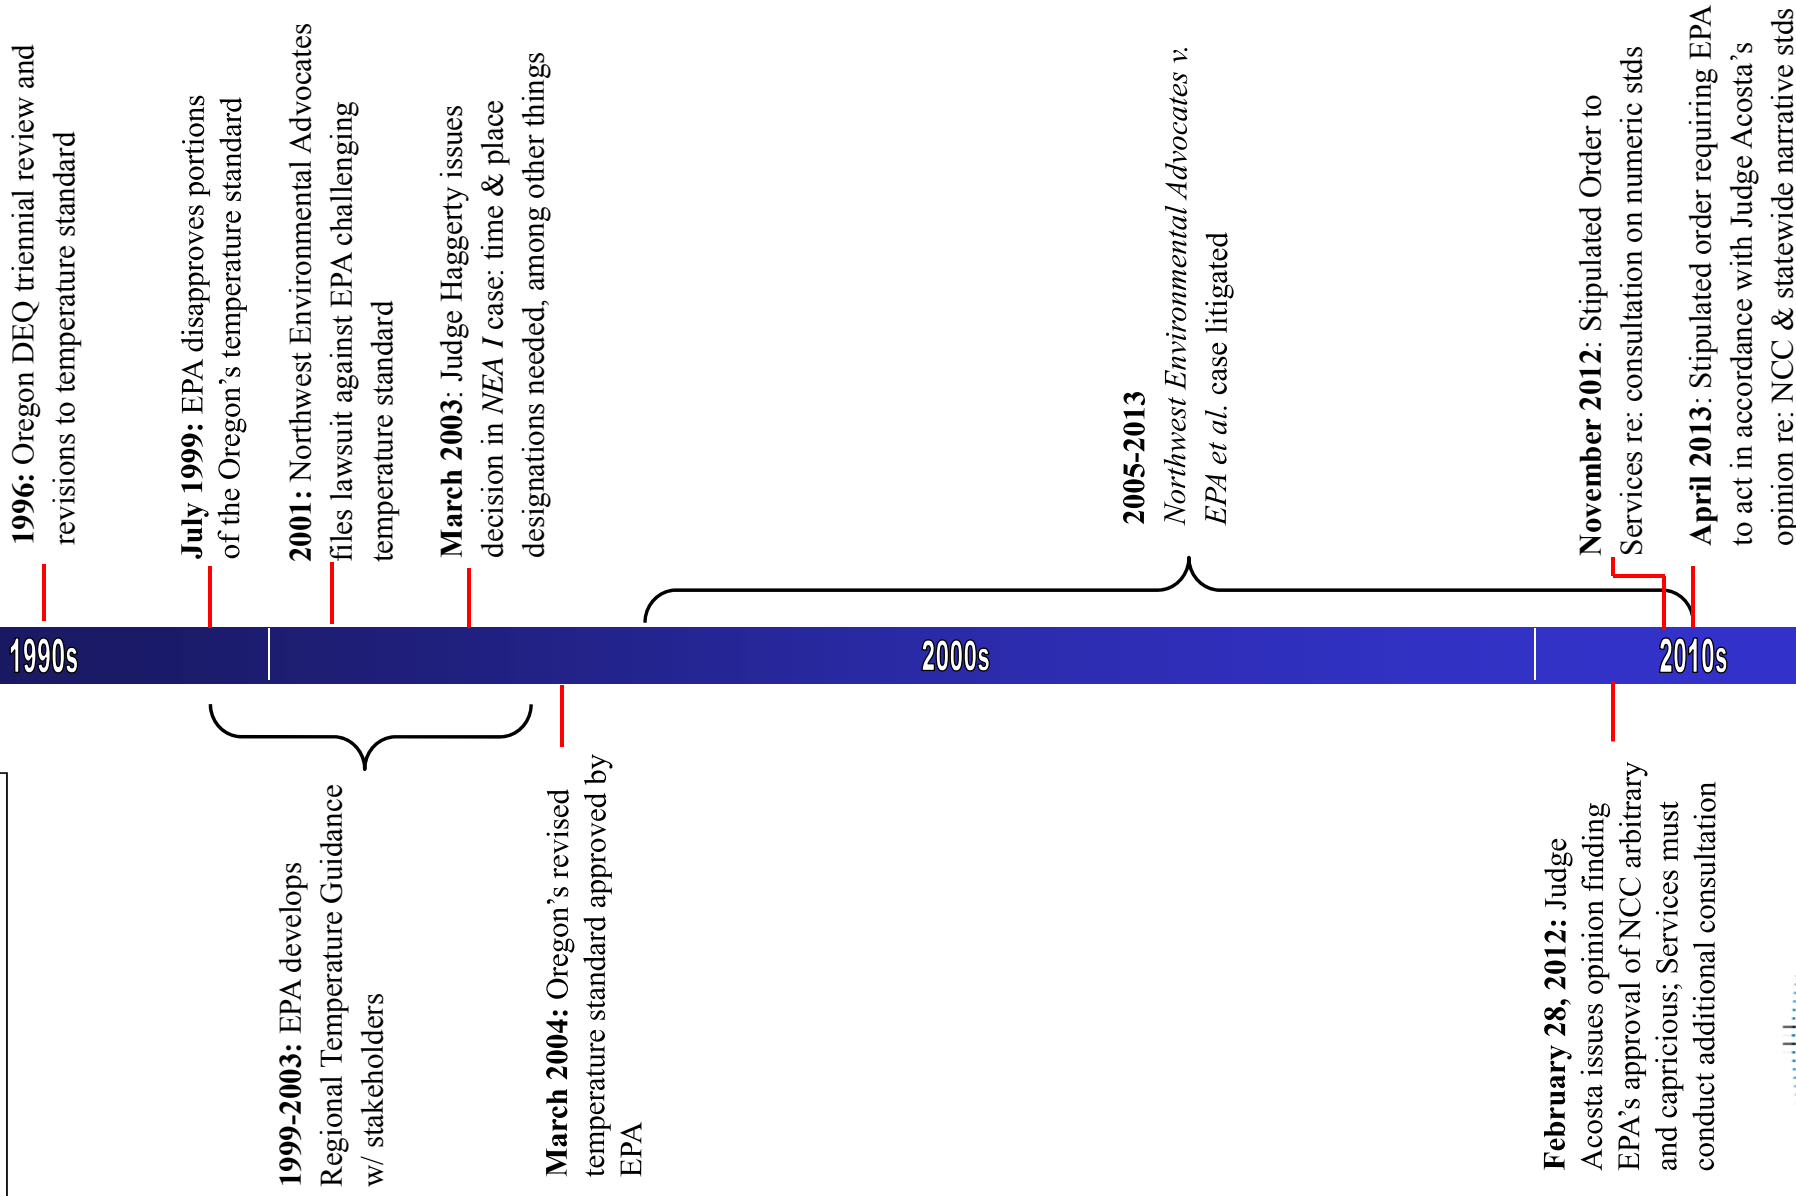 1996: Oregon DEQ triennial review and
revisions to temperature standard
July 1999: EPA disapproves portions
of the Oregon's temperature standard
2001: Northwest Environmental Advocates
files lawsuit against EPA challenging
temperature standard
March 2003: Judge Haggerty issues
decision in NEA I case: time & place
designations needed, among other things
2005-2013
Northwest Environmental Advocates v.
EPA et al. case litigated
November 2012: Stipulated Order to
Services re: consultation on numeric stds
April 2013: Stipulated order requiring EPA
to act in accordance with Judge Acosta's
opinion re: NCC & statewide narrative stds
1990s
2000s
2010s
1999-2003: EPA develops
Regional Temperature Guidance
w/ stakeholders
March 2004: Oregon's revised
temperature standard approved by
EPA
February 28, 2012: Judge
Acosta issues opinion finding
EPA's approval of NCC arbitrary
and capricious; Services must
conduct additional consultation